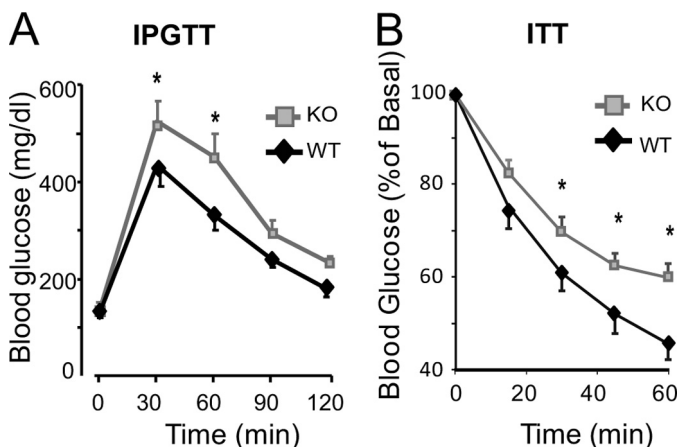 A
IPGTT
Blood glucose (mg/dl)
600
400
200
0
*
*
KO
WT
0 30 60 90 120
Time (min)
B
ITT
Blood Glucose (%of Basal)
100
80
60
40
*
*
*
KO
WT
0 20 40 60
Time (min)